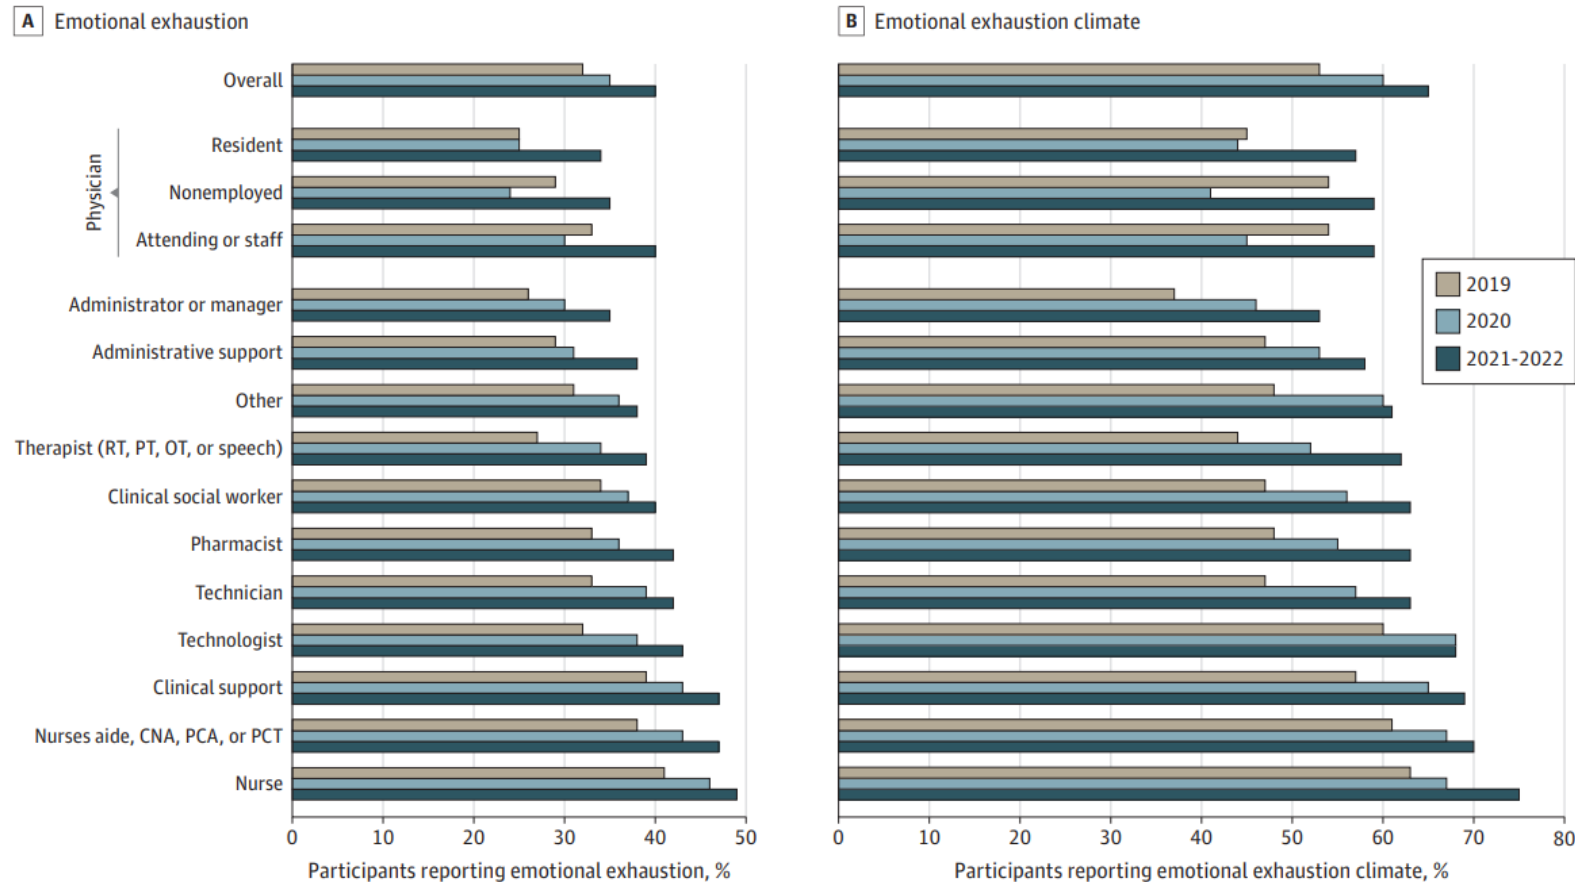 A Emotional exhaustion
Overall
Physician
Resident
Nonemployed
Attending or staff
Administrator or manager
Administrative support
Other
Therapist (RT, PT, OT, or speech)
Clinical social worker
Pharmacist
Technician
Technologist
Clinical support
Nurses aide, CNA, PCA, or PCT
Nurse
0 10 20 30 40 50
Participants reporting emotional exhaustion, %
B Emotional exhaustion climate
2019
2020
2021-2022
0 10 20 30 40 50 60 70 80
Participants reporting emotional exhaustion climate, %